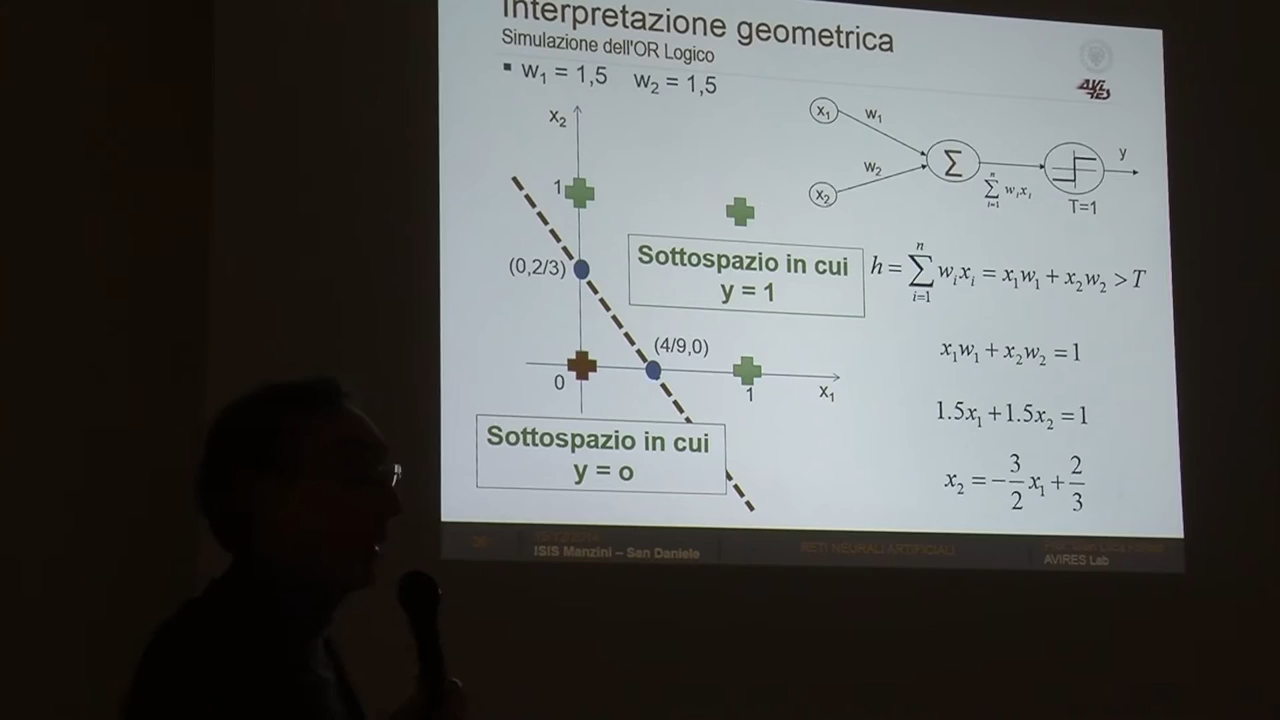 Interpretazione geometrica
Simulazione dell'OR Logico
▪ w₁ = 1,5 w₂ = 1,5
x₂
1
(0,2/3)
0
(4/9,0)
1
x₁
Sottospazio in cui
y = 1
Sottospazio in cui
y = o
x₁
w₁
x₂
w₂
Σ
y
n
Σ wᵢxᵢ
i=1
T=1
n
h = Σ wᵢxᵢ = x₁w₁ + x₂w₂ > T
i=1
x₁w₁ + x₂w₂ = 1
1.5x₁ + 1.5x₂ = 1
x₂ = -3/2 x₁ + 2/3
ISIS Manzini – San Daniele
RETI NEURALI ARTIFICIALI
AVIRES Lab